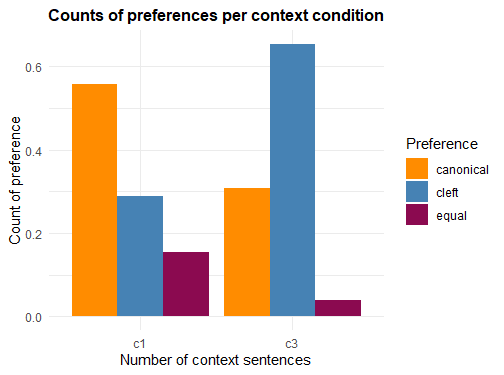 Counts of preferences per context condition
Count of preference
0.6
0.4
0.2
0.0
c1
c3
Number of context sentences
Preference
canonical
cleft
equal